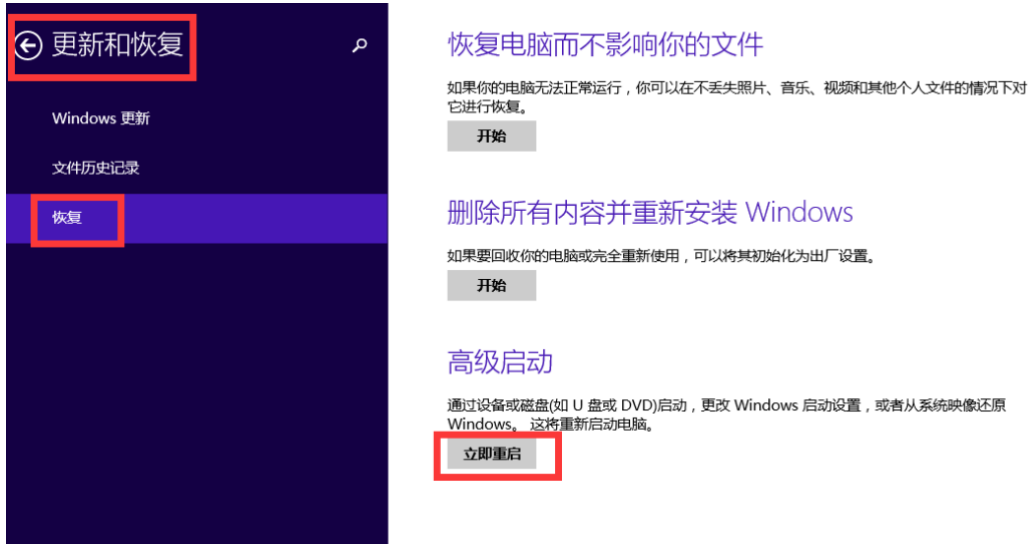 更新和恢复
Windows 更新
文件历史记录
恢复
恢复电脑而不影响你的文件
如果你的电脑无法正常运行，你可以在不丢失照片、音乐、视频和其他个人文件的情况下对
它进行恢复。
开始
删除所有内容并重新安装 Windows
如果要回收你的电脑或完全重新使用，可以将其初始化为出厂设置。
开始
高级启动
通过设备或磁盘(如 U 盘或 DVD)启动，更改 Windows 启动设置，或者从系统映像还原
Windows。 这将重新启动电脑。
立即重启